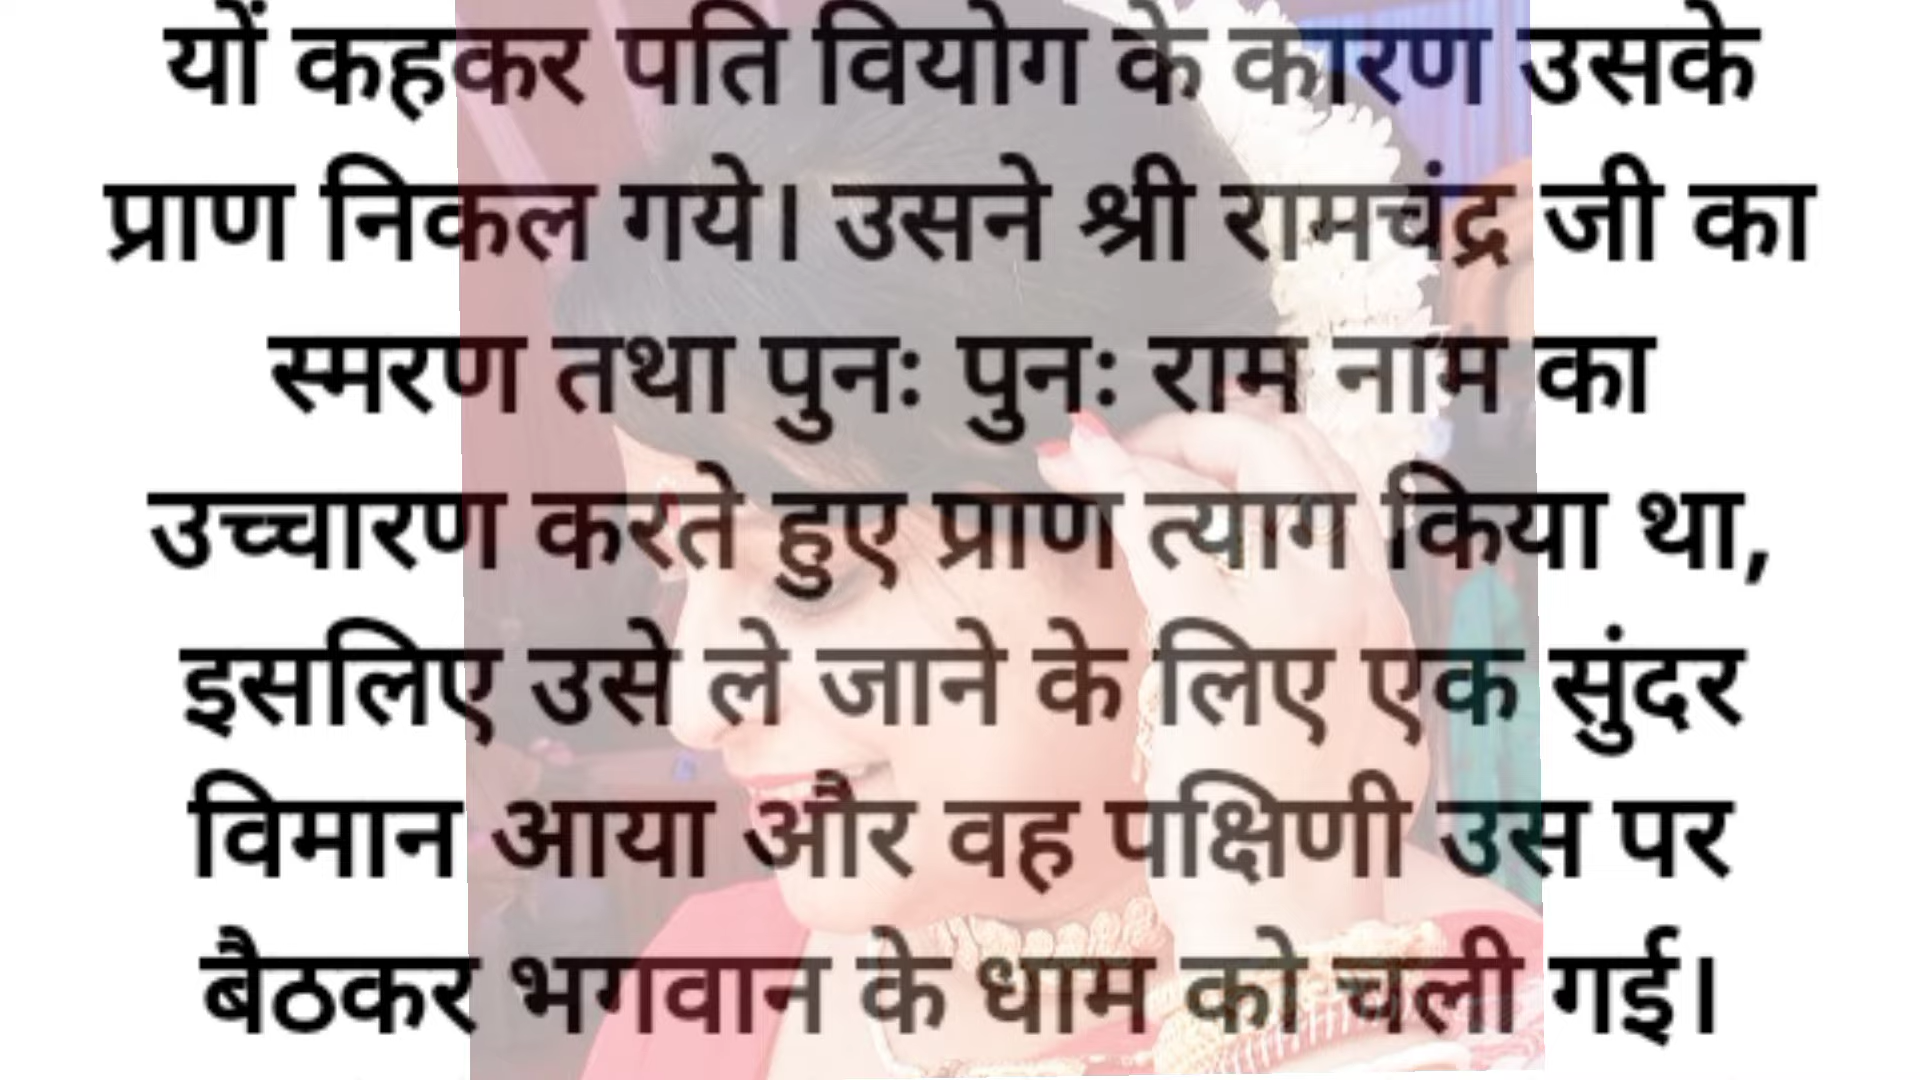 यों कहकर पति वियोग के कारण उसके
प्राण निकल गये। उसने श्री रामचंद्र जी का
स्मरण तथा पुनः पुनः राम नाम का
उच्चारण करते हुए प्राण त्याग किया था,
इसलिए उसे ले जाने के लिए एक सुंदर
विमान आया और वह पक्षिणी उस पर
बैठकर भगवान के धाम को चली गई।